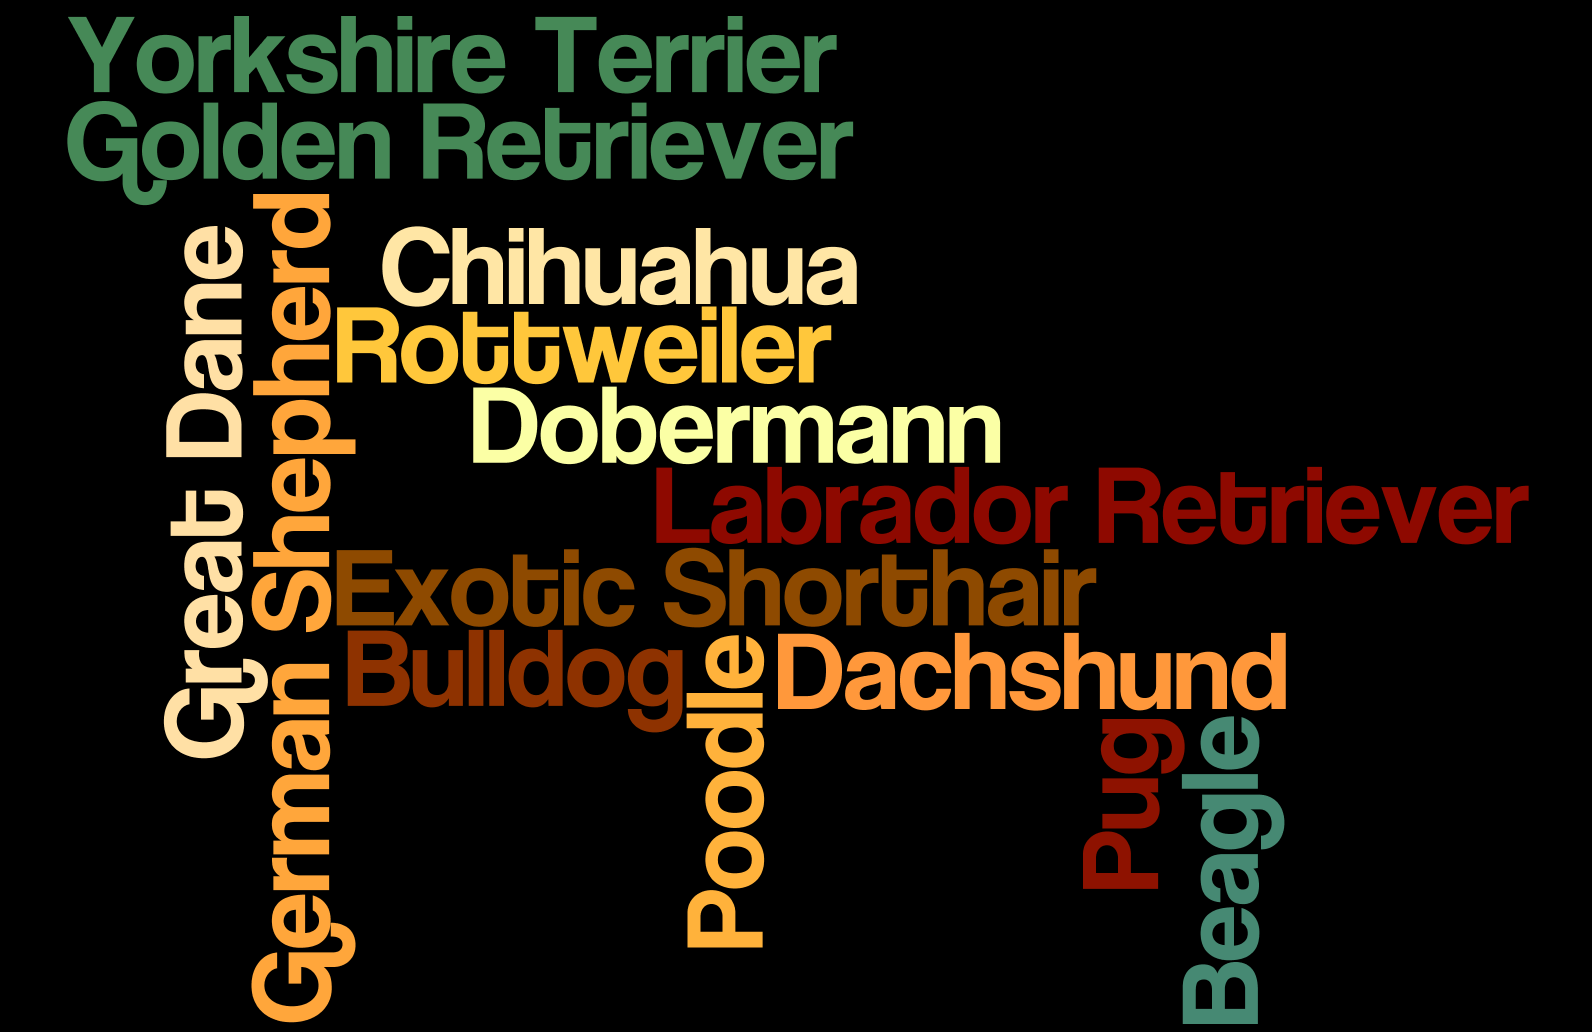 Yorkshire Terrier
Golden Retriever
Great Dane
German Shepherd
Chihuahua
Rottweiler
Dobermann
Labrador Retriever
Exotic Shorthair
Bulldog
Poodle
Dachshund
Pug
Beagle